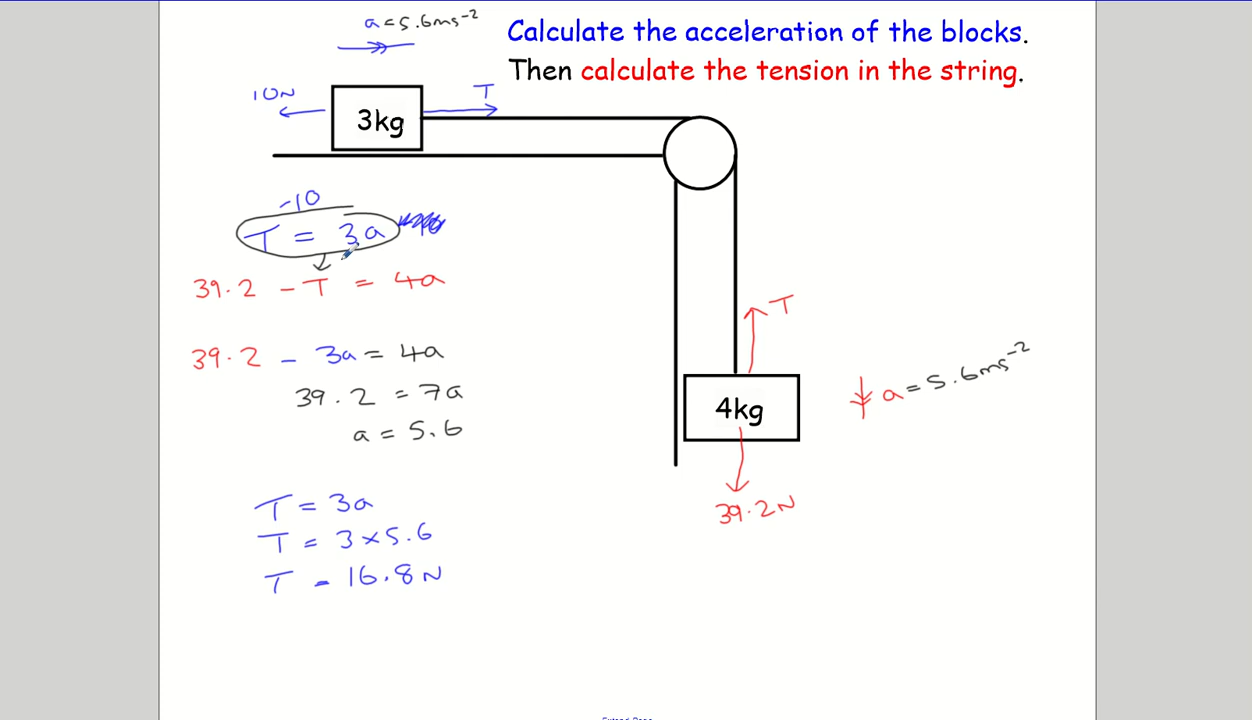 a = 5.6ms⁻²
Calculate the acceleration of the blocks.
Then calculate the tension in the string.
10N
T
3kg
-10
T = 3a
39.2 - T = 4a
T
39.2 - 3a = 4a
39.2 = 7a
a = 5.6
4kg
a = 5.6ms⁻²
39.2N
T = 3a
T = 3 × 5.6
T = 16.8N